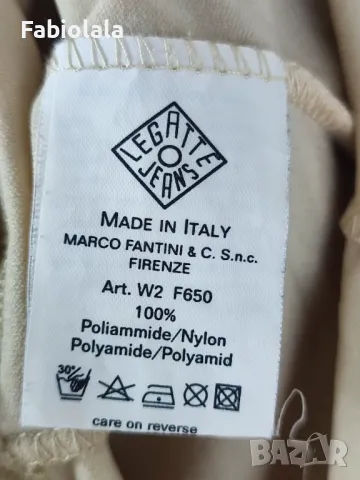 Fabiolala
LEGATTE
JEANS
MADE IN ITALY
MARCO FANTINI & C. S.n.c.
FIRENZE
Art. W2 F650
100%
Poliammide/Nylon
Polyamide/Polyamid
30°
care on reverse
BAZAR